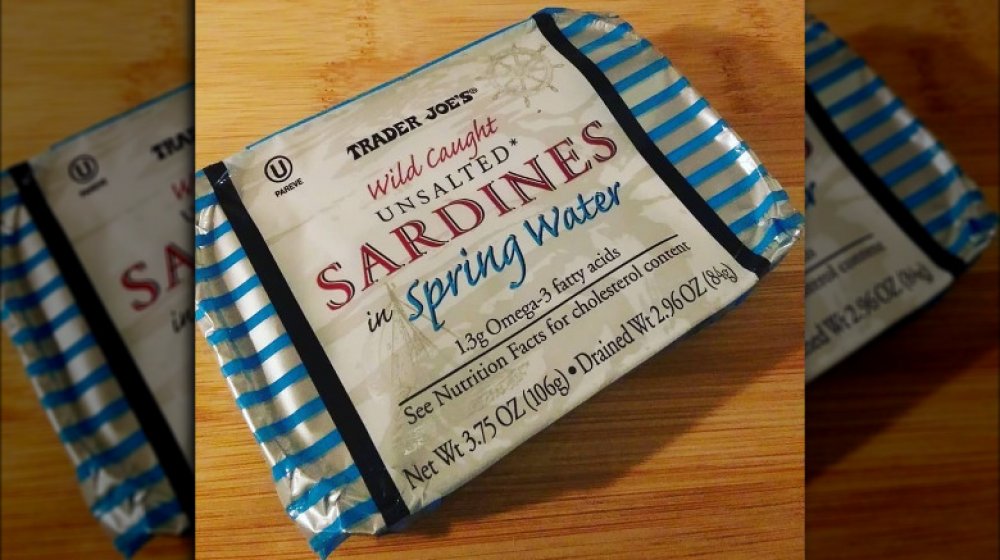 U
PAREVE
TRADER JOE'S®
Wild Caught
UNSALTED*
SARDINES
in Spring Water
1.3g Omega-3 fatty acids
See Nutrition Facts for cholesterol content
Net Wt 3.75 OZ (106g) • Drained Wt 2.96 OZ (84g)